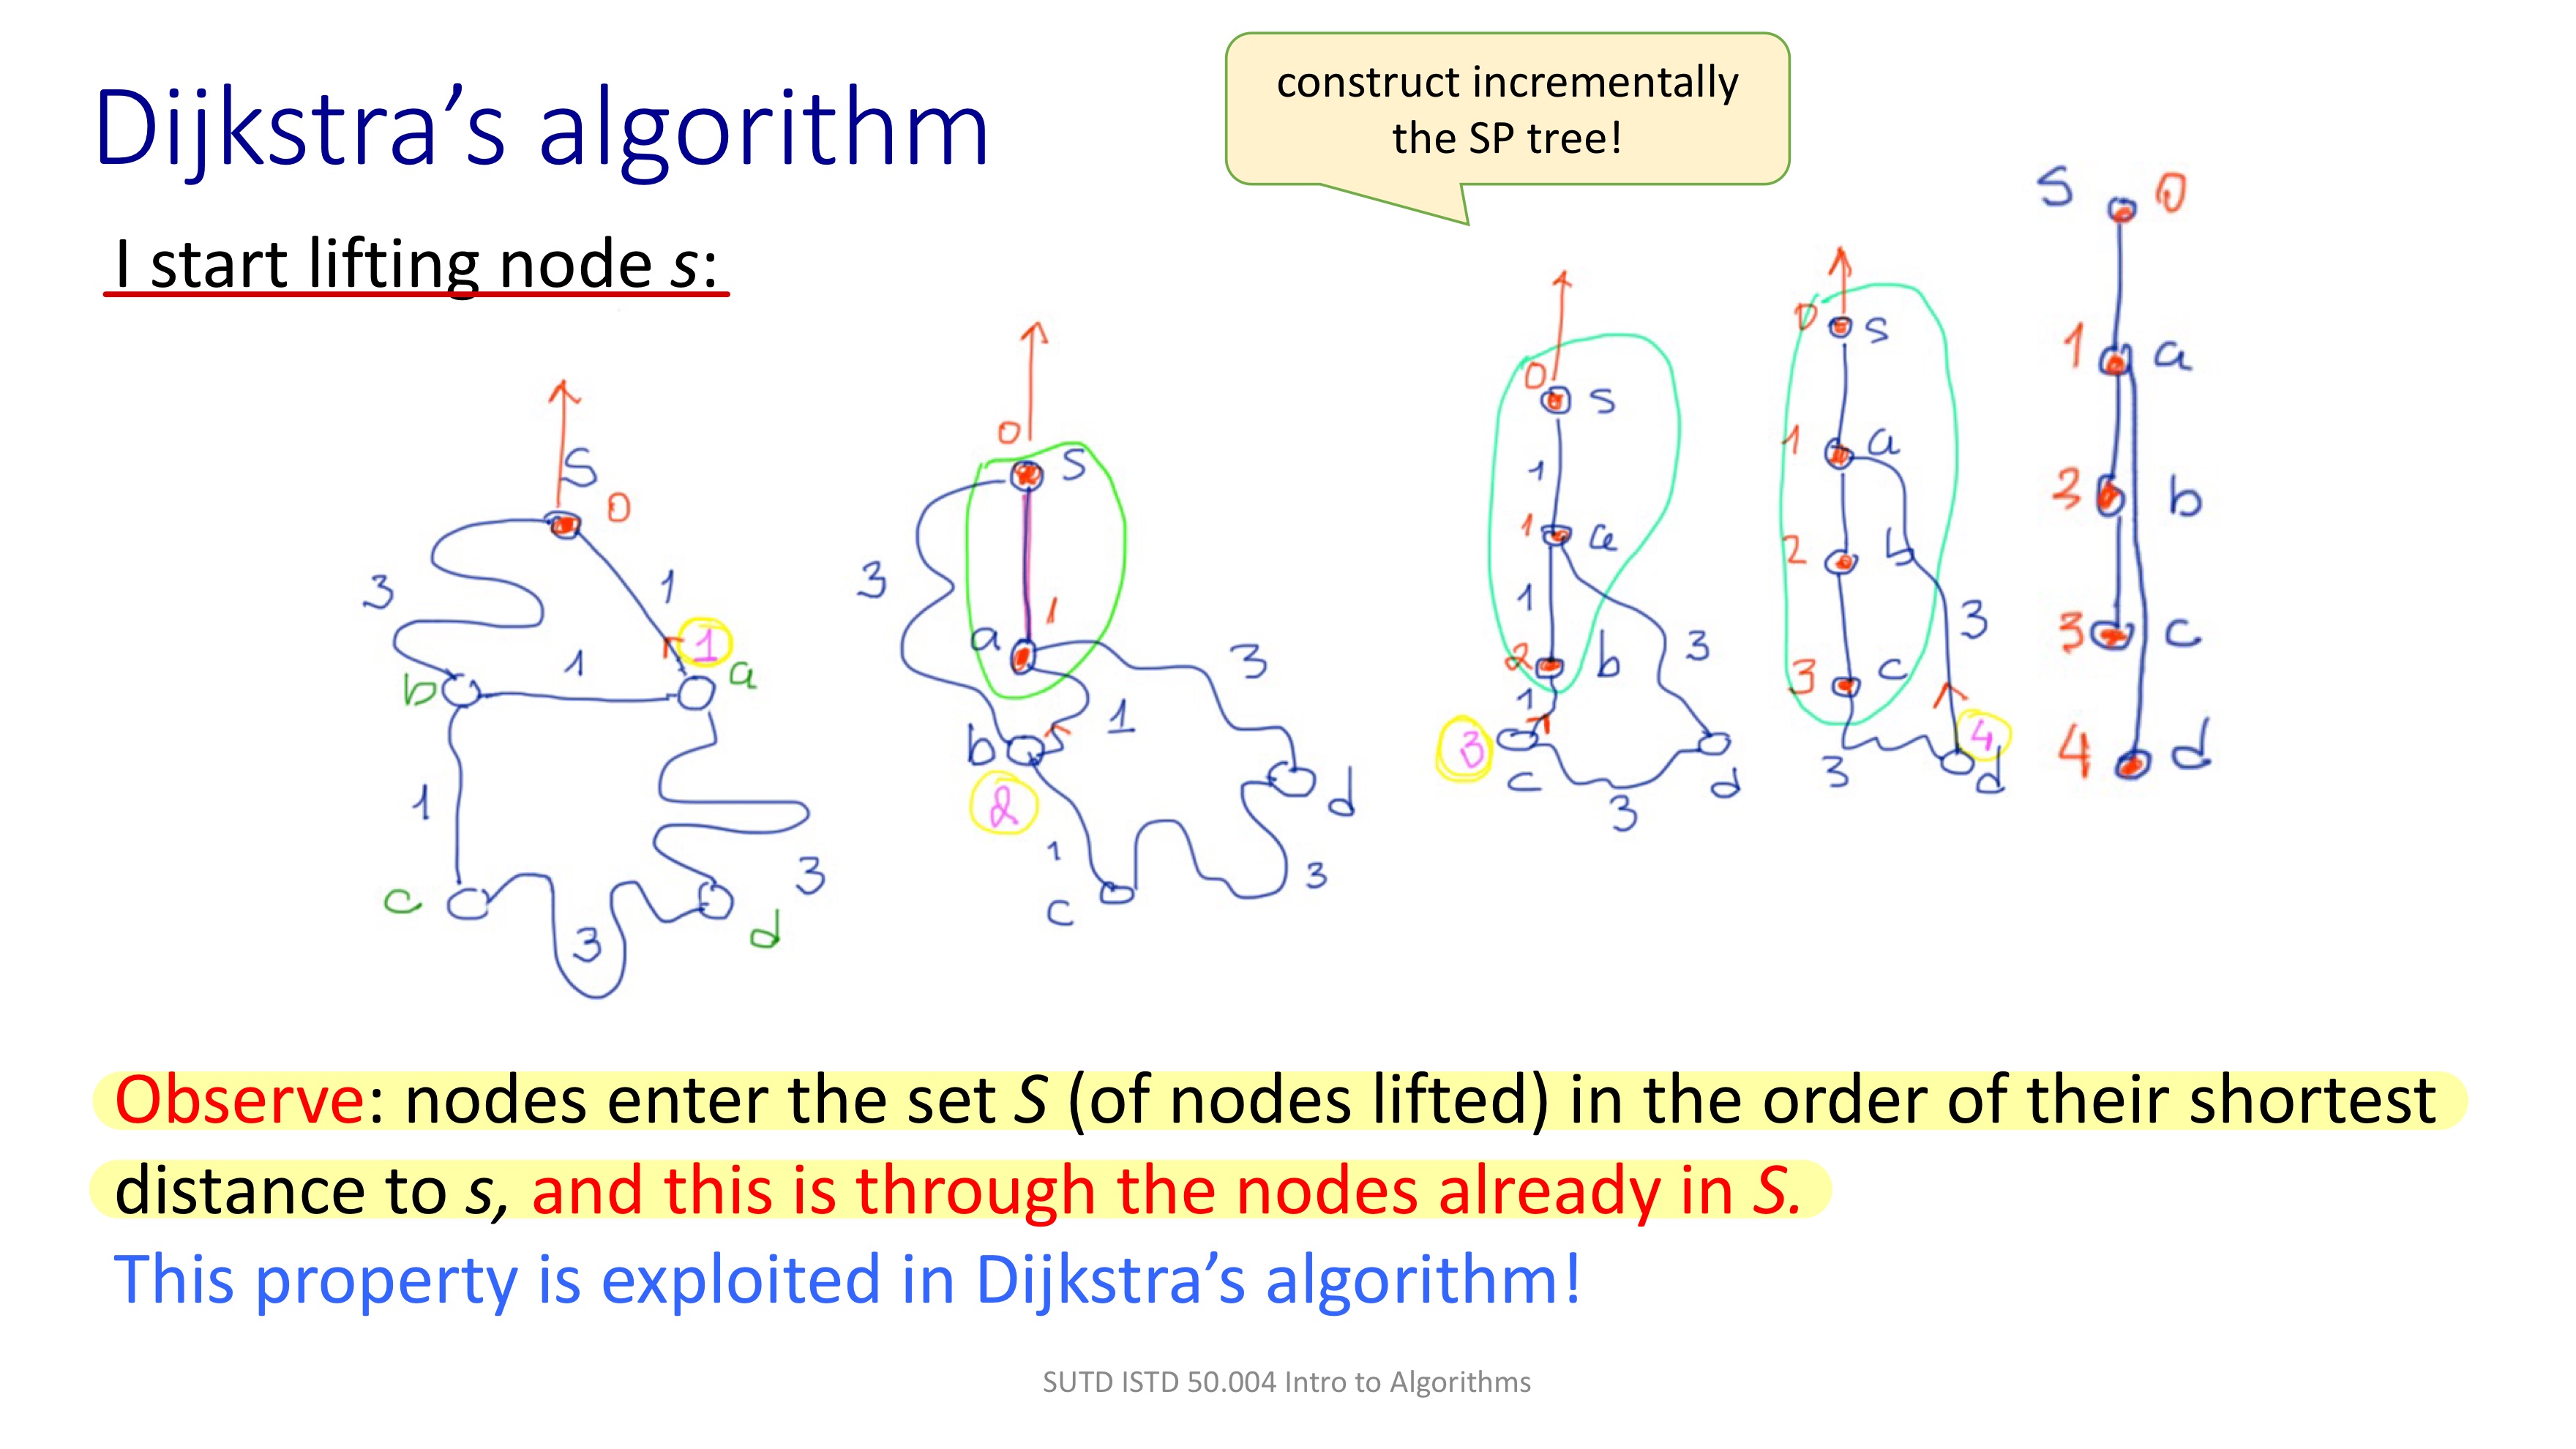 Dijkstra's algorithm
construct incrementally
the SP tree!
I start lifting node s:
S
0
3
1
1
1
b
a
1
3
c
3
d
0
S
3
1
a
3
1
b
2
d
1
3
c
0
S
1
1
a
1
3
2
b
1
3
c
d
3
0
S
1
a
2
b
3
3
c
4
3
d
S
0
1
a
3
b
3
c
4
d
Observe: nodes enter the set S (of nodes lifted) in the order of their shortest
distance to s, and this is through the nodes already in S.
This property is exploited in Dijkstra's algorithm!
SUTD ISTD 50.004 Intro to Algorithms